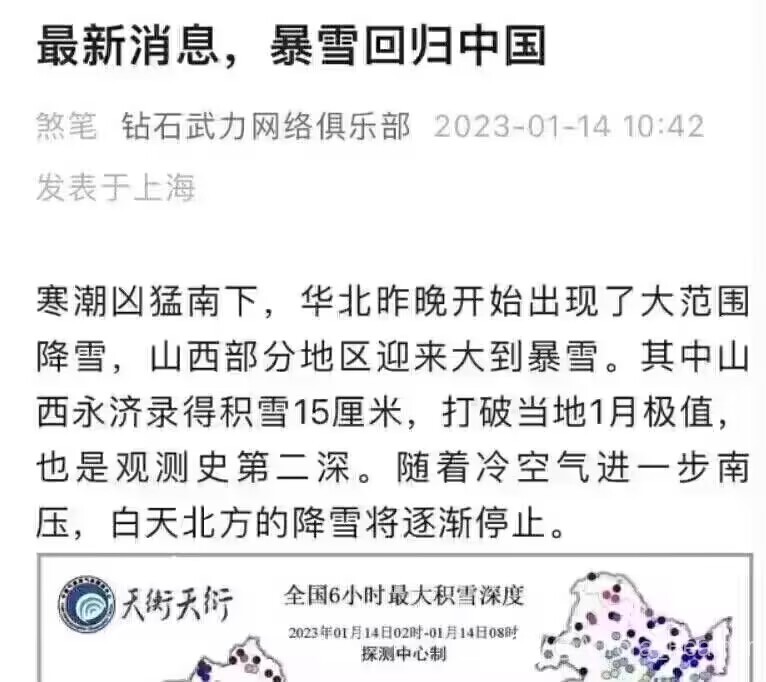 最新消息，暴雪回归中国
煞笔 钻石武力网络俱乐部 2023-01-14 10:42
发表于上海
寒潮凶猛南下，华北昨晚开始出现了大范围
降雪，山西部分地区迎来大到暴雪。其中山
西永济录得积雪15厘米，打破当地1月极值，
也是观测史第二深。随着冷空气进一步南
压，白天北方的降雪将逐渐停止。
天衡天衍 全国6小时最大积雪深度
2023年01月14日02时-01月14日08时
探测中心制